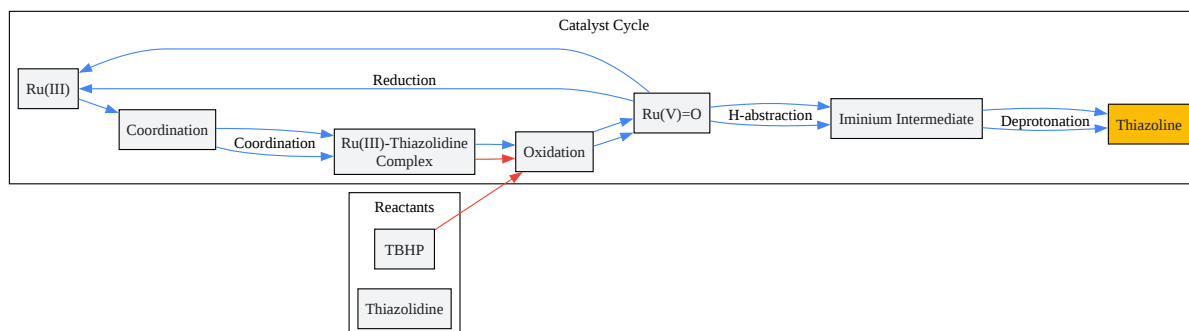 Catalyst Cycle
Ru(III)
Reduction
Coordination
Coordination
Ru(III)-Thiazolidine
Complex
Oxidation
Ru(V)=O
H-abstraction
Iminium Intermediate
Deprotonation
Thiazoline
Reactants
TBHP
Thiazolidine